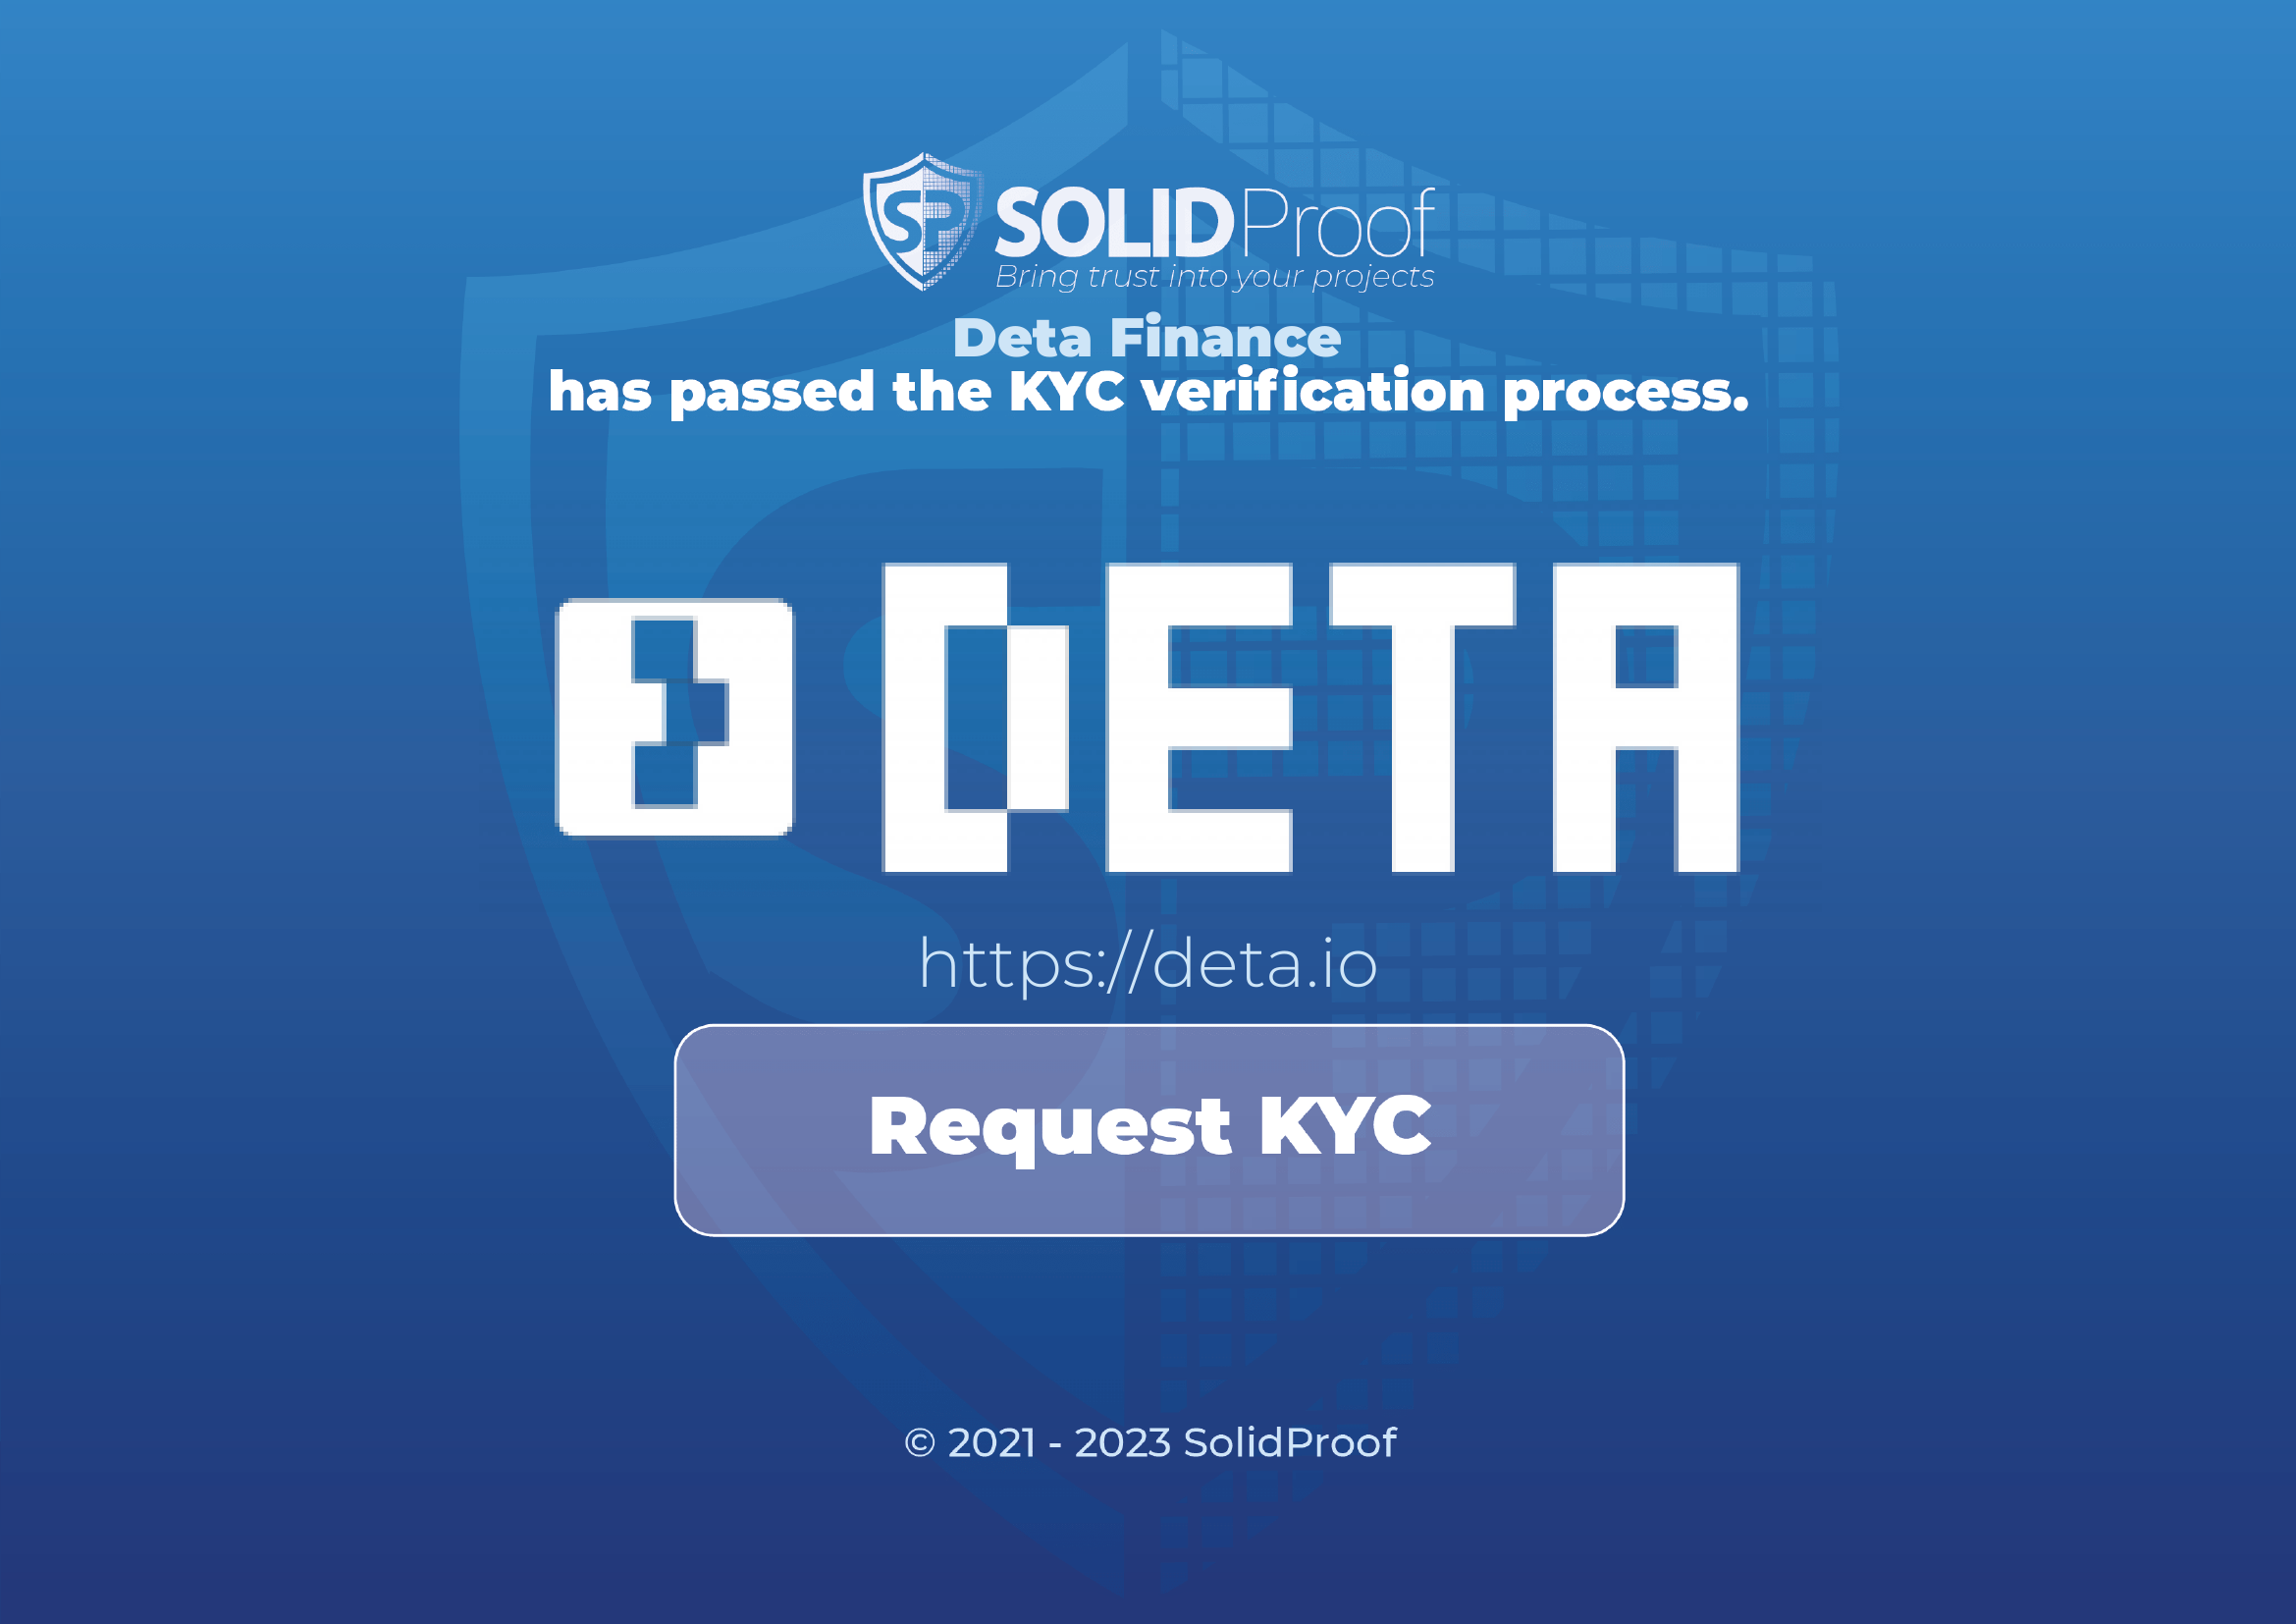 SP SOLIDProof
Bring trust into your projects
Deta Finance
has passed the KYC verification process.
DETA
https://deta.io
Request KYC
© 2021 - 2023 SolidProof